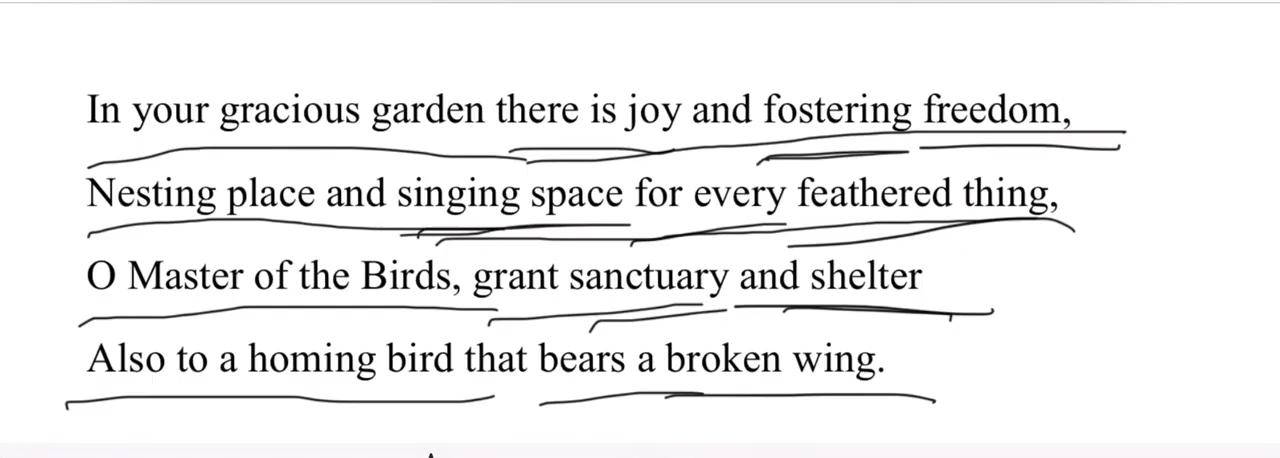 In your gracious garden there is joy and fostering freedom,
Nesting place and singing space for every feathered thing,
O Master of the Birds, grant sanctuary and shelter
Also to a homing bird that bears a broken wing.